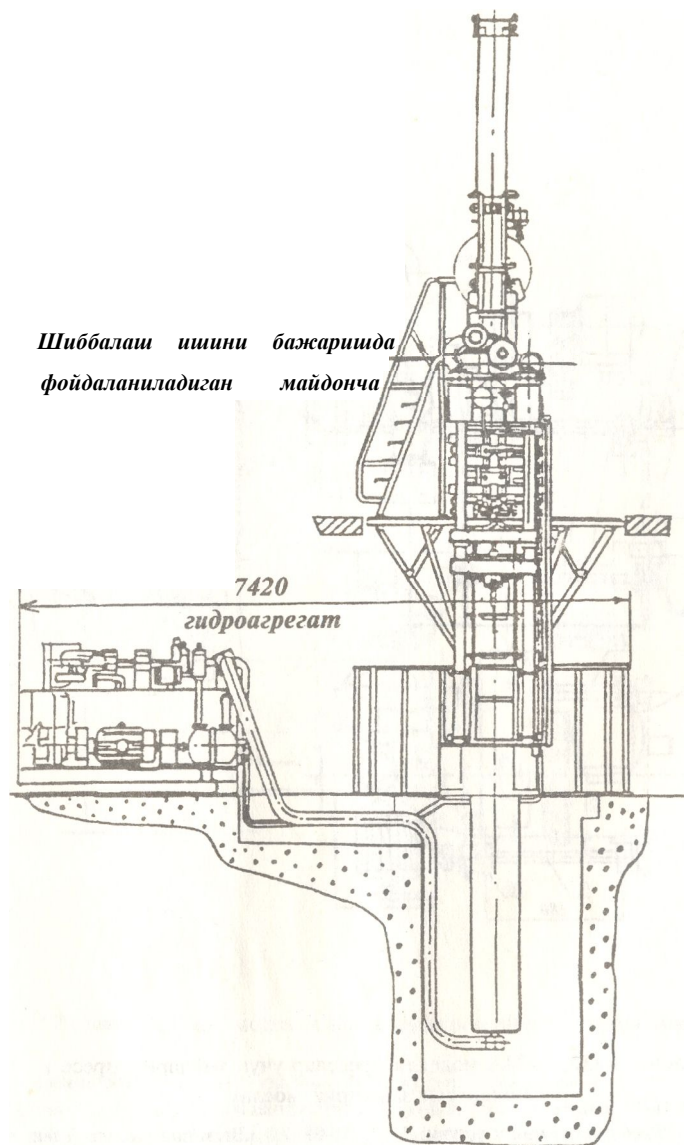 Шиббалаш ишини бажаришда
фойдаланиладиган майдонча
7420
гидроагрегат